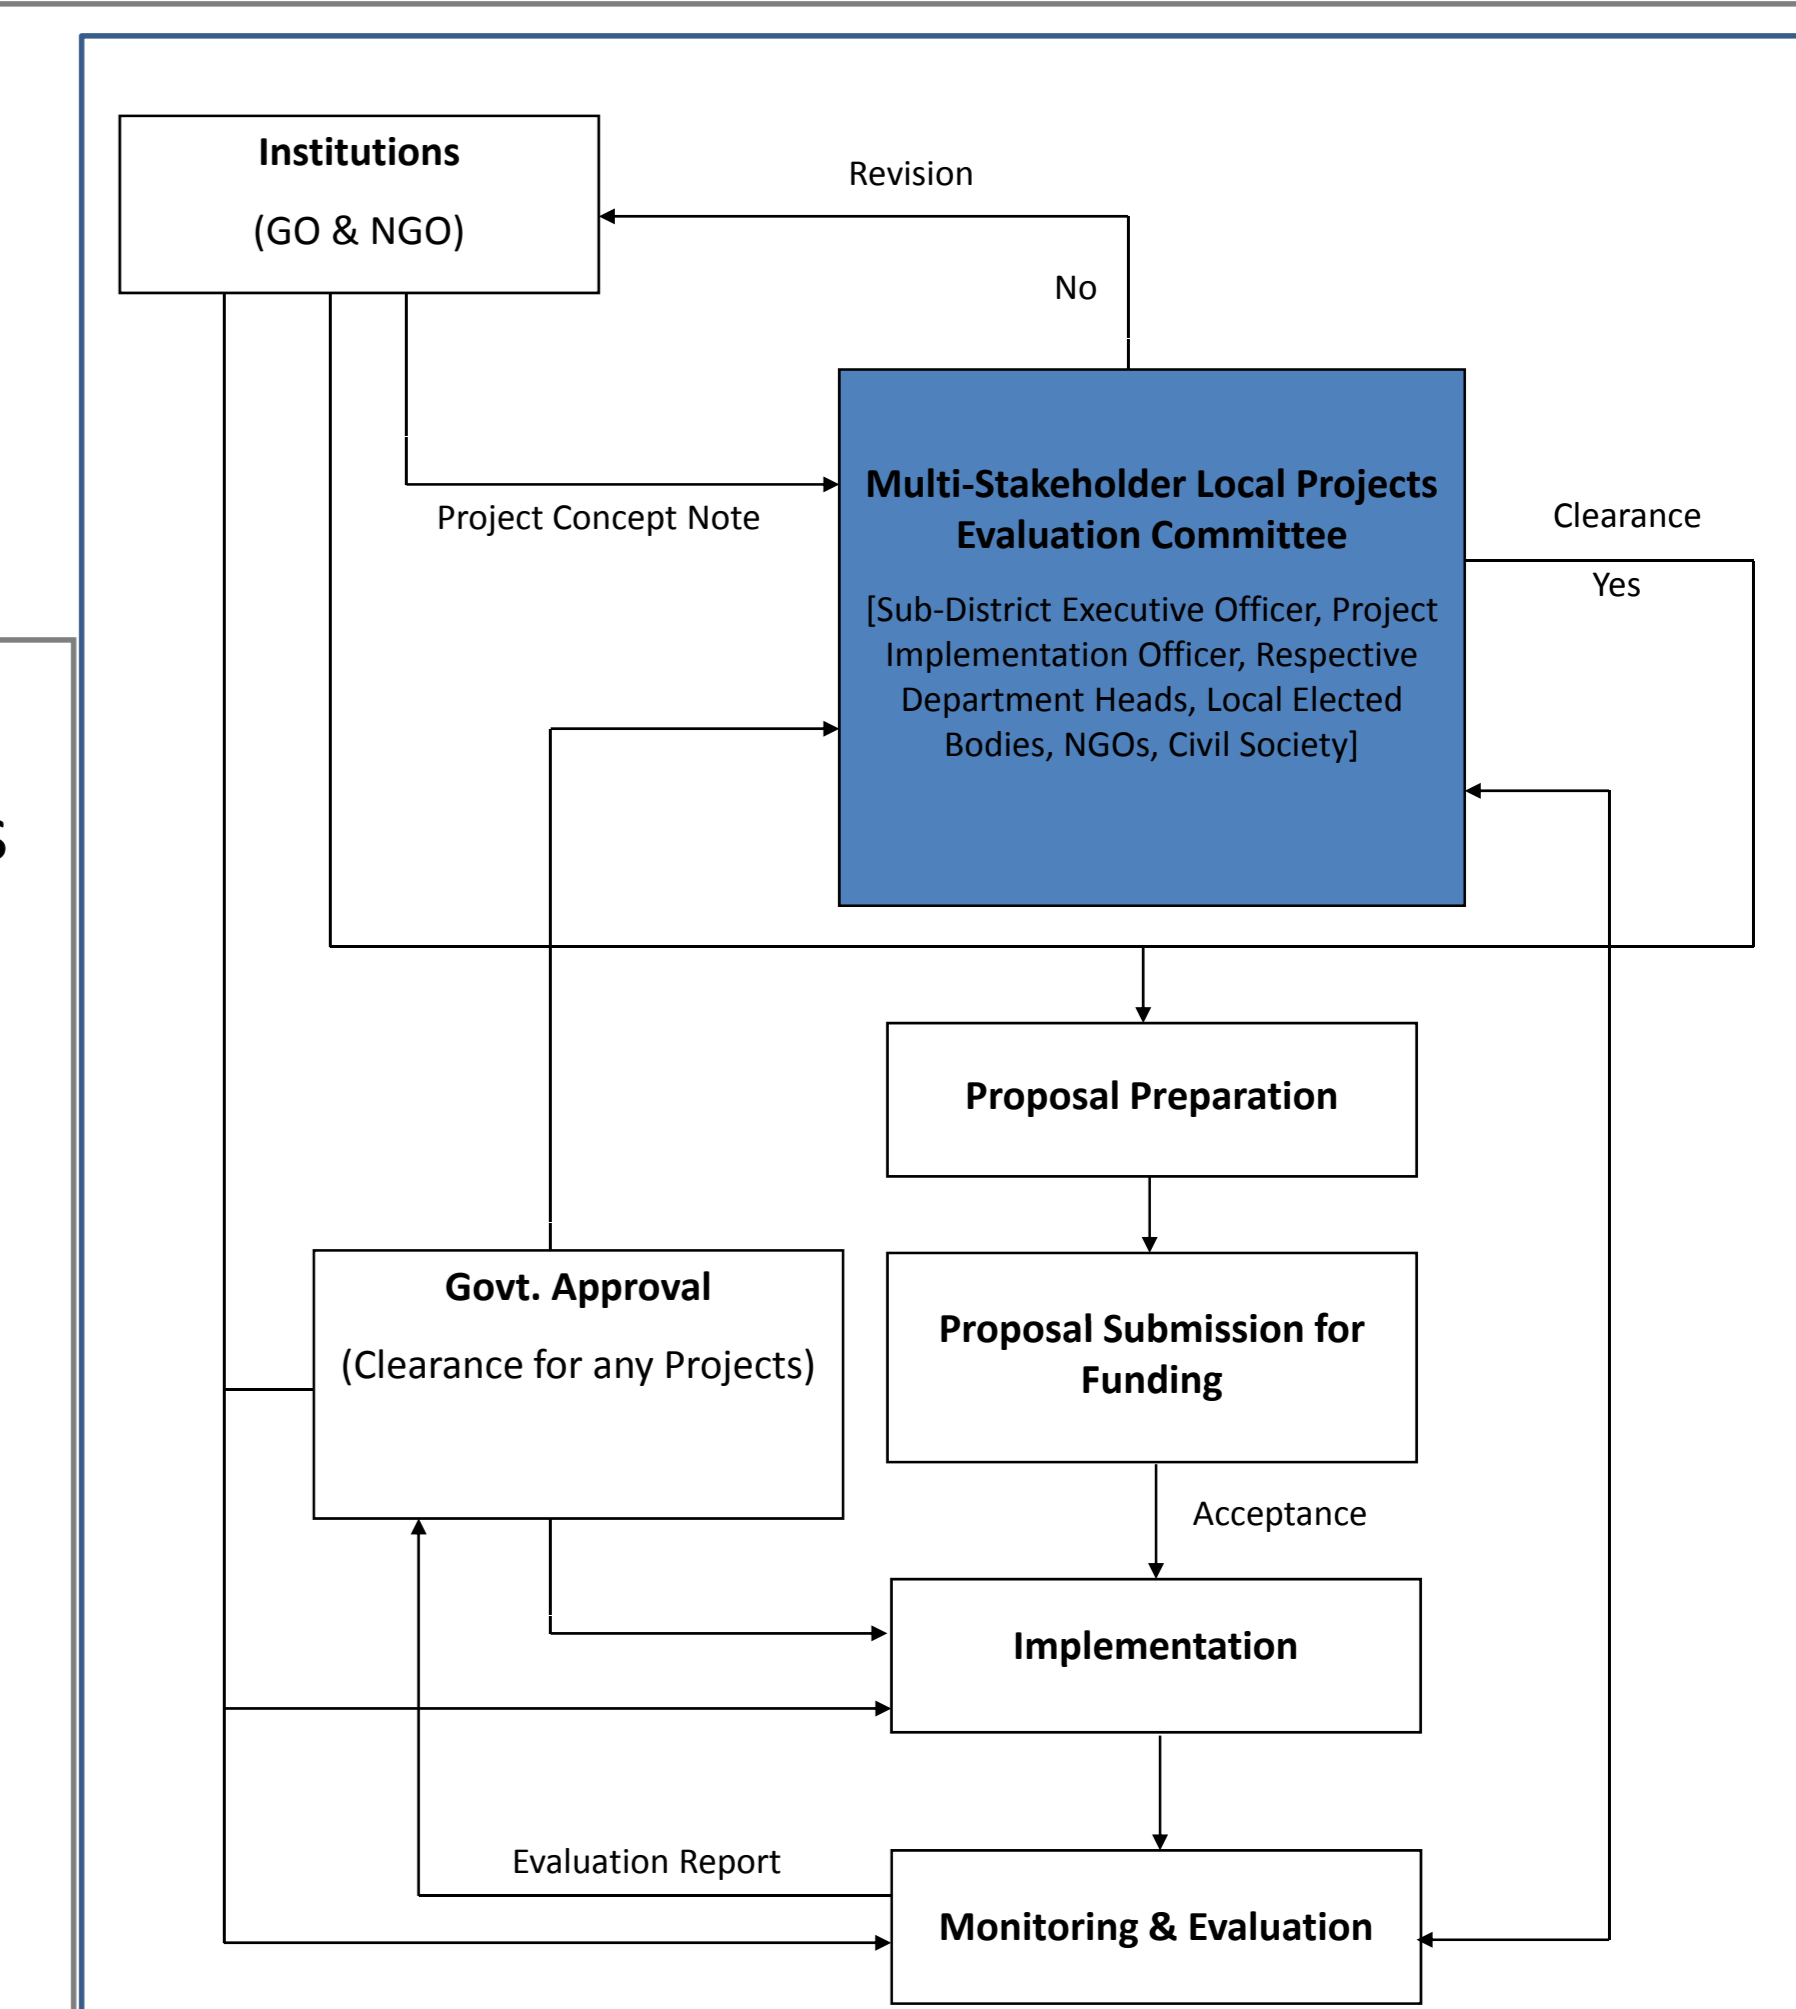 Institutions
(GO & NGO)
Revision
No
Project Concept Note
Multi-Stakeholder Local Projects
Evaluation Committee
[Sub-District Executive Officer, Project
Implementation Officer, Respective
Department Heads, Local Elected
Bodies, NGOs, Civil Society]
Clearance
Yes
s
Proposal Preparation
Govt. Approval
(Clearance for any Projects)
Proposal Submission for
Funding
Acceptance
Implementation
Evaluation Report
Monitoring & Evaluation